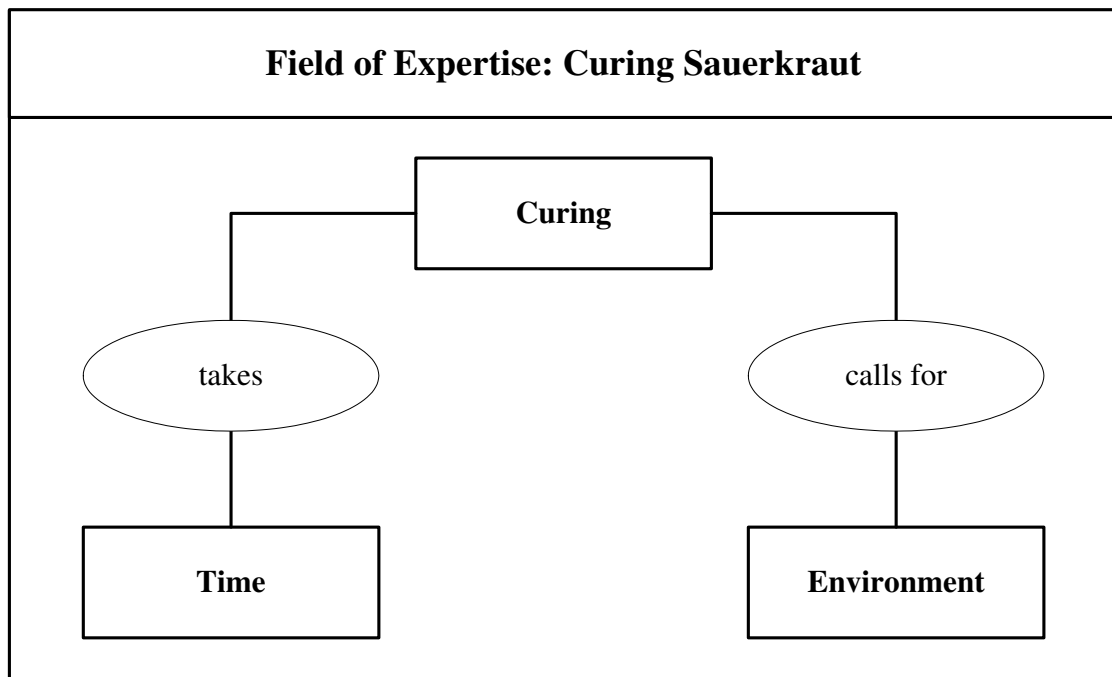 Field of Expertise: Curing Sauerkraut
Curing
takes
calls for
Time
Environment